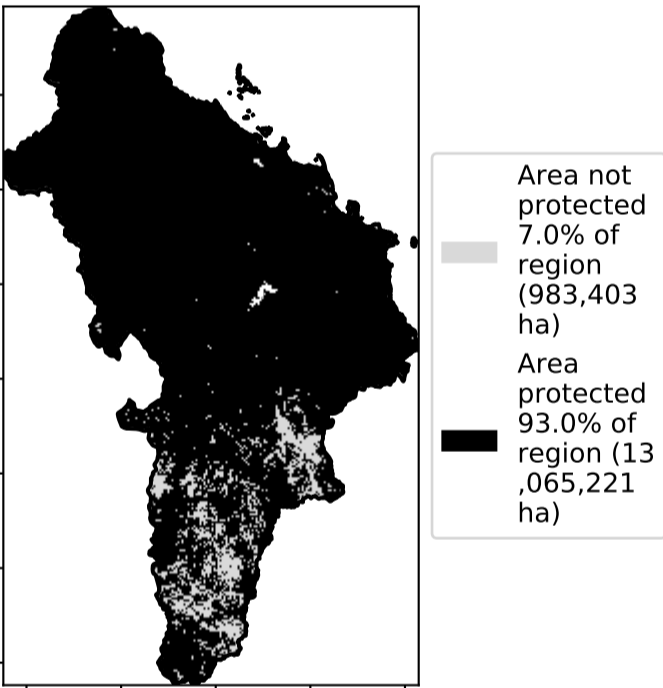 Area not
protected
7.0% of
region
(983,403
ha)
Area
protected
93.0% of
region (13
,065,221
ha)